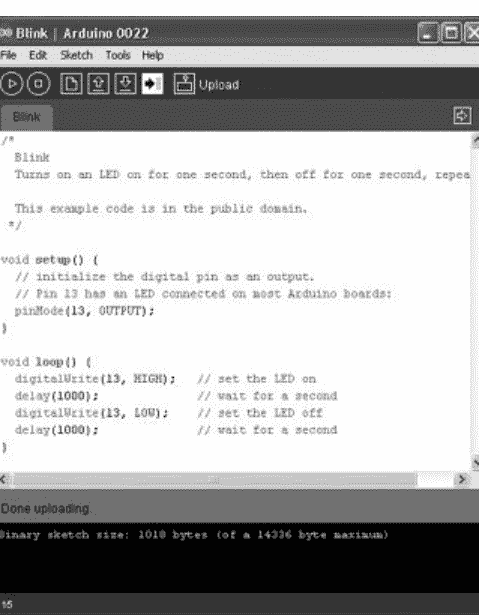 Blink | Arduino 0022
File Edit Sketch Tools Help
Upload
Blink
/*
  Blink
  Turns on an LED on for one second, then off for one second, repea

  This example code is in the public domain.
 */

void setup() {
  // initialize the digital pin as an output.
  // Pin 13 has an LED connected on most Arduino boards:
  pinMode(13, OUTPUT);
}

void loop() {
  digitalWrite(13, HIGH);   // set the LED on
  delay(1000);              // wait for a second
  digitalWrite(13, LOW);    // set the LED off
  delay(1000);              // wait for a second
}
Done uploading.
Binary sketch size: 1018 bytes (of a 14336 byte maximum)
15